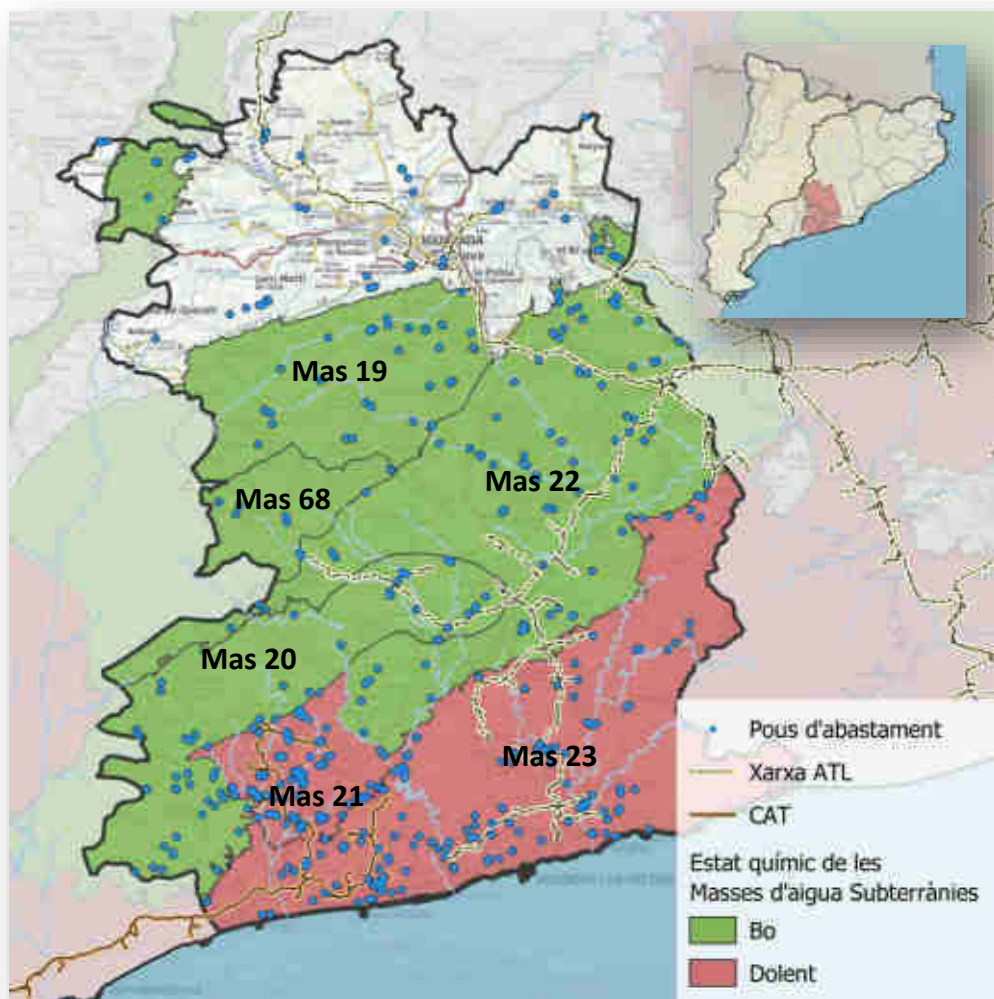 Mas 19
Mas 68
Mas 22
Mas 20
Mas 23
Mas 21
Pous d'abastament
Xarxa ATL
CAT
Estat químic de les
Masses d'aigua Subterrànies
Bo
Dolent